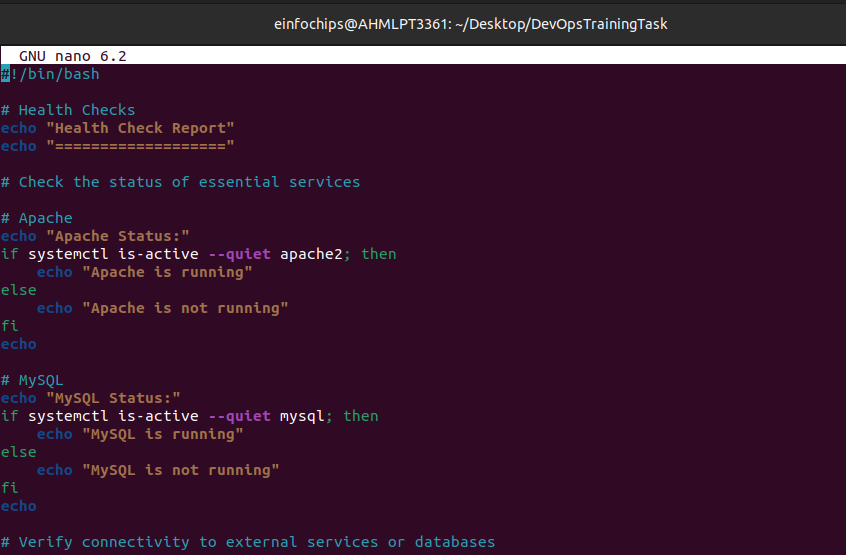 einfochips@AHMLPT3361: ~/Desktop/DevOpsTrainingTask
GNU nano 6.2
#!/bin/bash
# Health Checks
echo "Health Check Report"
echo "==================="
# Check the status of essential services
# Apache
echo "Apache Status:"
if systemctl is-active --quiet apache2; then
    echo "Apache is running"
else
    echo "Apache is not running"
fi
echo
# MySQL
echo "MySQL Status:"
if systemctl is-active --quiet mysql; then
    echo "MySQL is running"
else
    echo "MySQL is not running"
fi
echo
# Verify connectivity to external services or databases